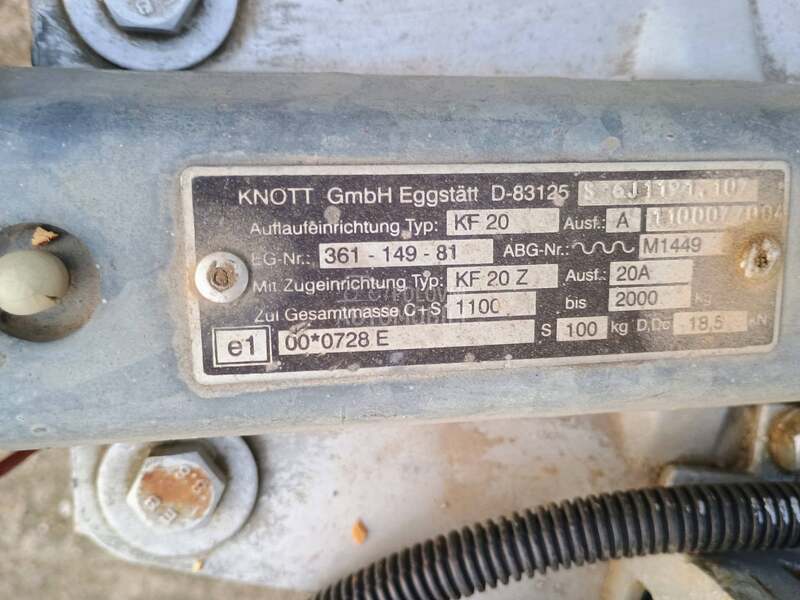 KNOTT GmbH Eggstätt D-83125
Auflaufeinrichtung Typ: KF 20 Ausf.: A
EG-Nr.: 361 - 149 - 81 ABG-Nr.: M1449
Mit Zugeinrichtung Typ: KF 20 Z Ausf.: 20A
Zul Gesamtmasse C+S 1100 bis 2000 kg
e1 00*0728 E S 100 kg D,Dc 18,5 kN